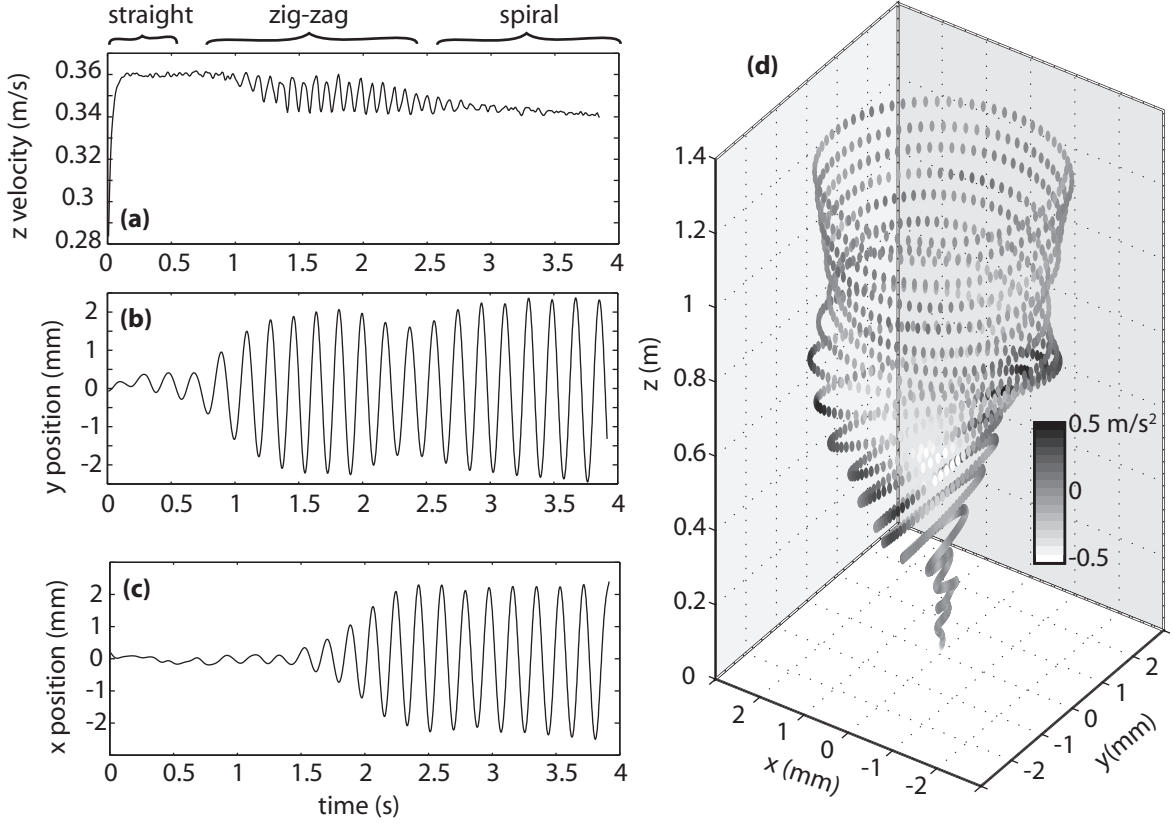 straight zig-zag spiral
0.36
0.34
0.32
0.3
0.28
z velocity (m/s)
(a)
0 0.5 1 1.5 2 2.5 3 3.5 4
2
1
0
-1
-2
y position (mm)
(b)
0 0.5 1 1.5 2 2.5 3 3.5 4
2
1
0
-1
-2
x position (mm)
(c)
0 0.5 1 1.5 2 2.5 3 3.5 4
time (s)
(d)
1.4
1.2
1
0.8
0.6
0.4
0.2
0
z (m)
0.5 m/s²
0
-0.5
2 1 0 -1 -2
x (mm)
2
1
0
-1
-2
y(mm)